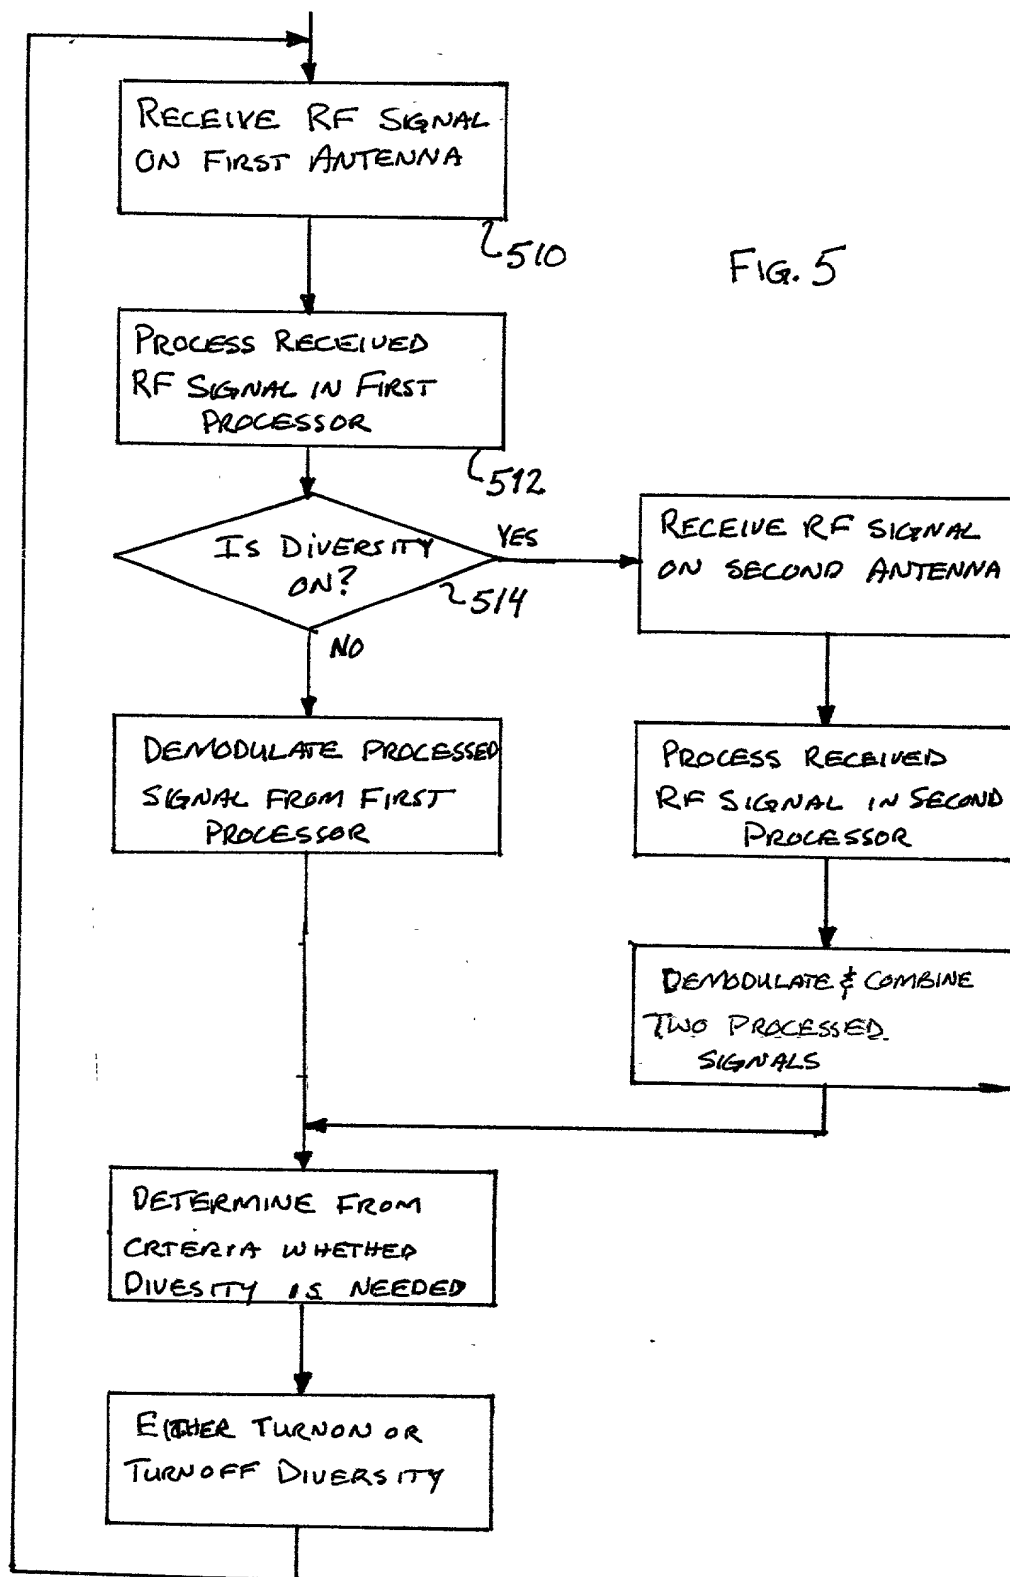 RECEIVE RF SIGNAL
ON FIRST ANTENNA
510
FIG. 5
PROCESS RECEIVED
RF SIGNAL IN FIRST
PROCESSOR
512
IS DIVERSITY
ON?
YES
514
NO
RECEIVE RF SIGNAL
ON SECOND ANTENNA
DEMODULATE PROCESSED
SIGNAL FROM FIRST
PROCESSOR
PROCESS RECEIVED
RF SIGNAL IN SECOND
PROCESSOR
DEMODULATE & COMBINE
TWO PROCESSED
SIGNALS
DETERMINE FROM
CRTERIA WHETHED
DIVESITY IS NEEDED
EITHER TURNON OR
TURNOFF DIVERSITY